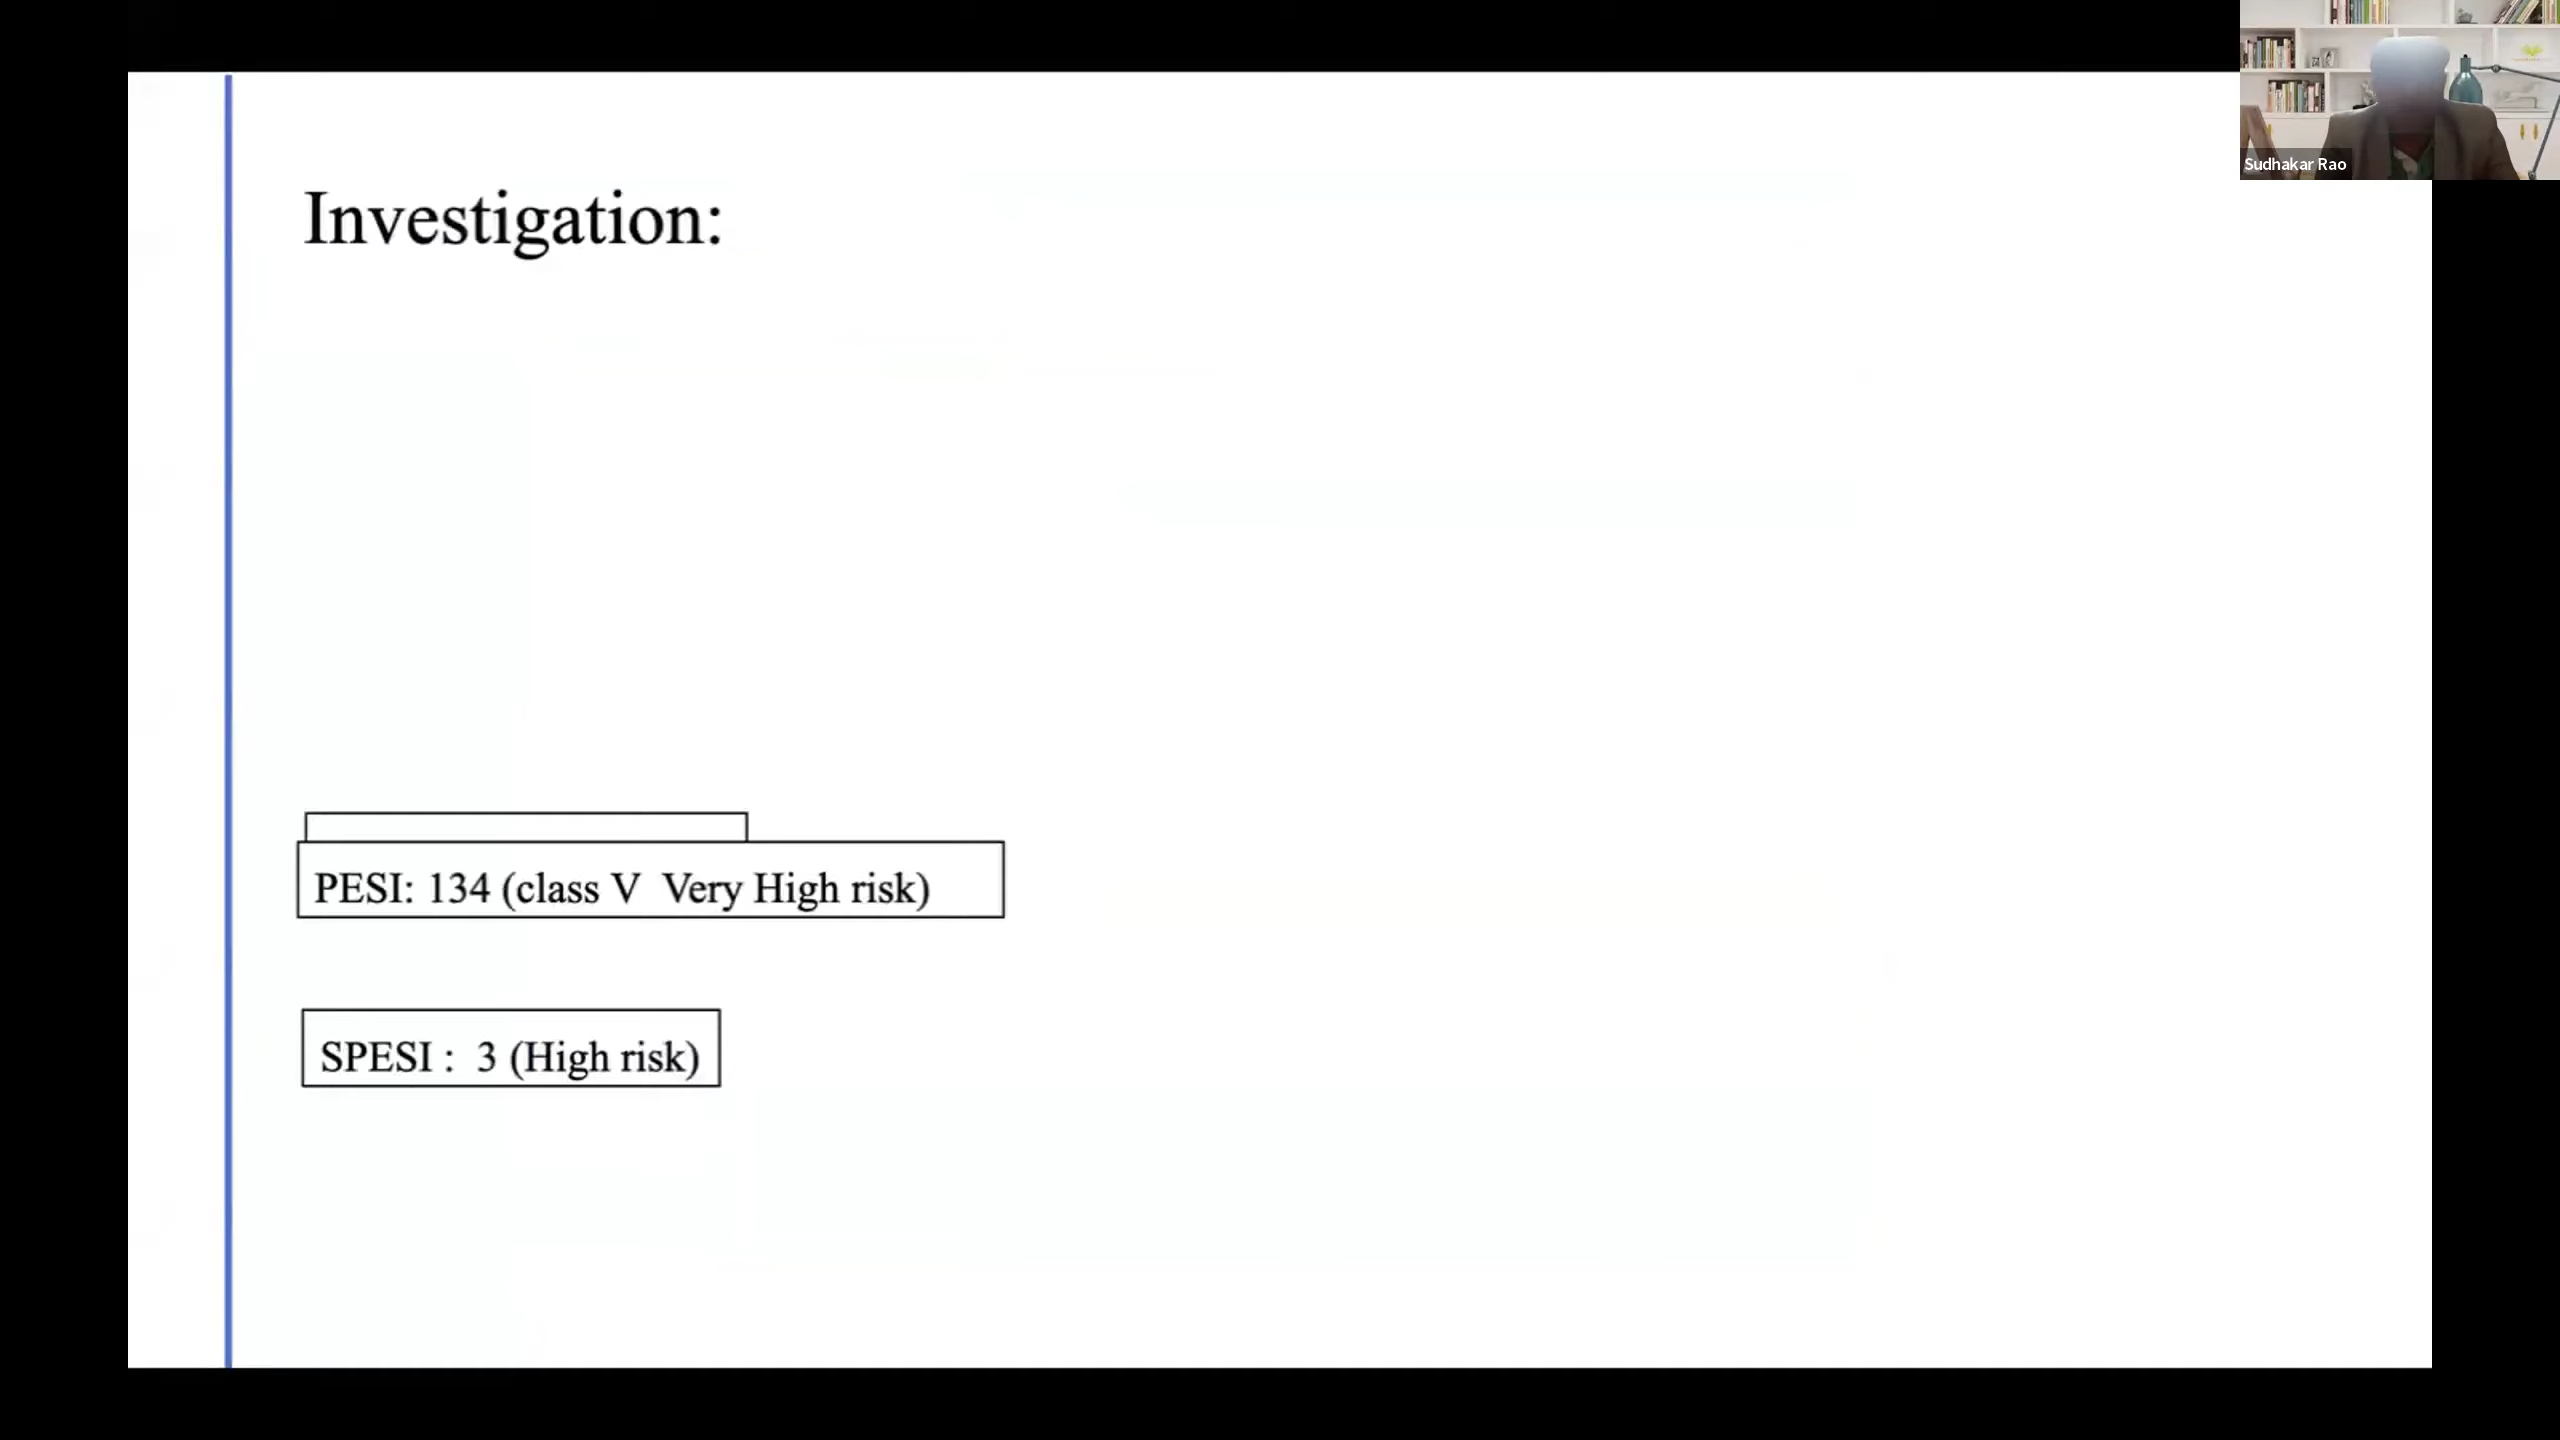 Sudhakar Rao
Investigation:
PESI: 134 (class V  Very High risk)
SPESI :  3 (High risk)